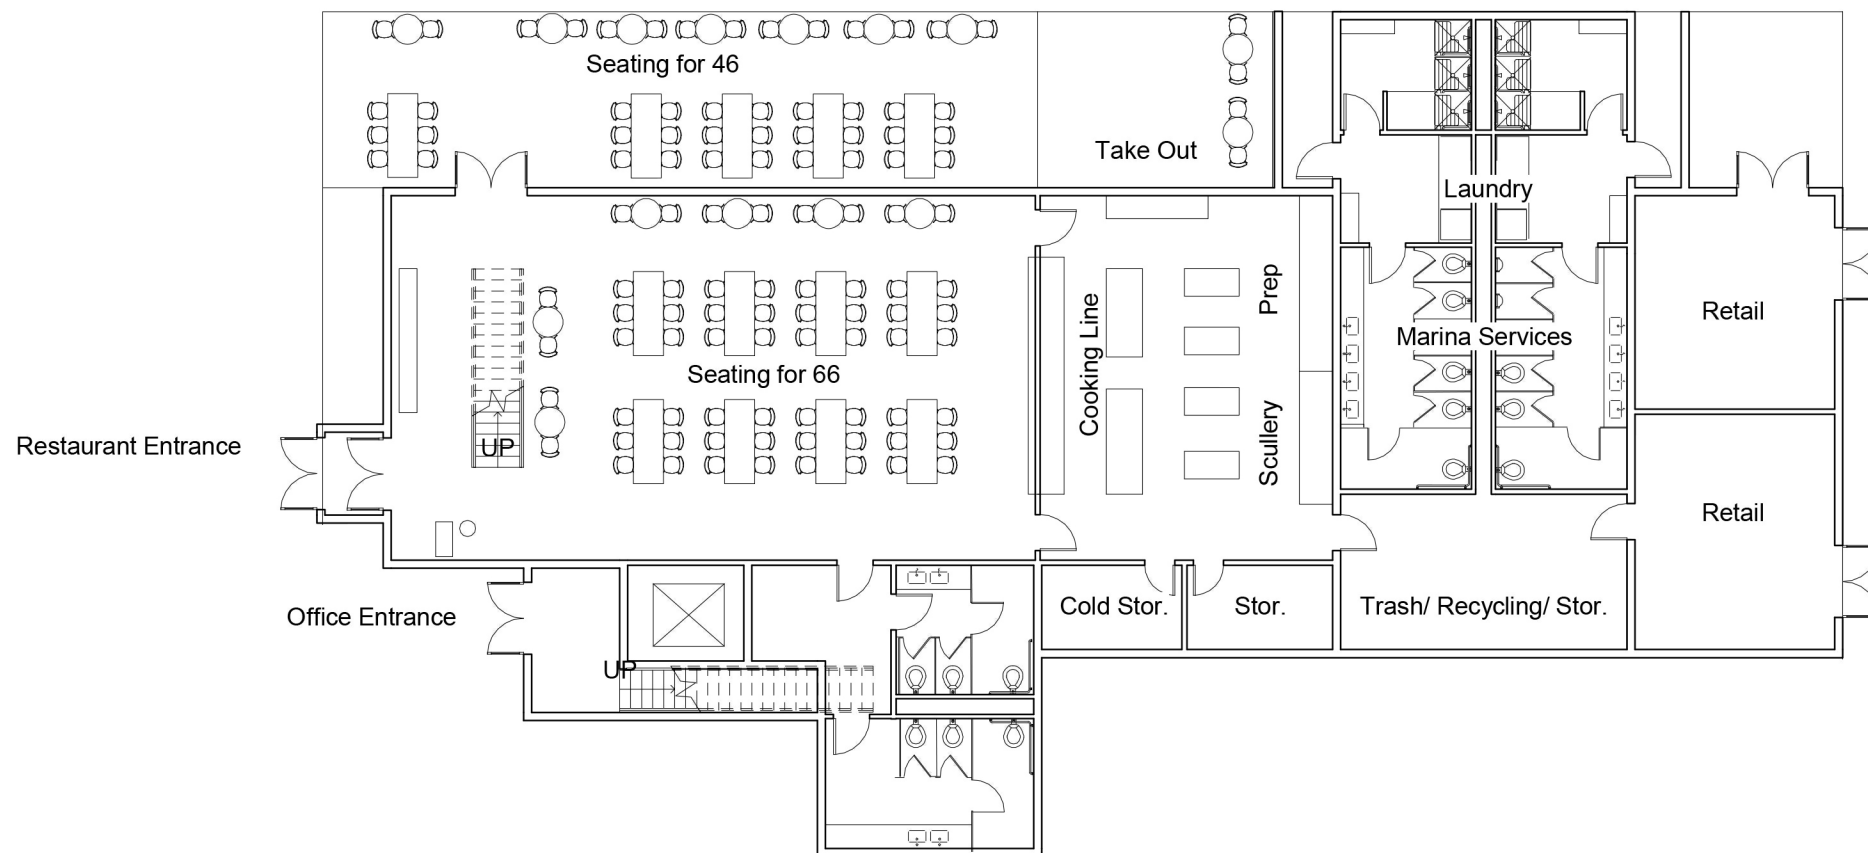 Seating for 46
Take Out
Laundry
Prep
Cooking Line
Retail
Marina Services
Seating for 66
Scullery
UP
Restaurant Entrance
Retail
Office Entrance
Cold Stor.
Stor.
Trash/ Recycling/ Stor.
UP